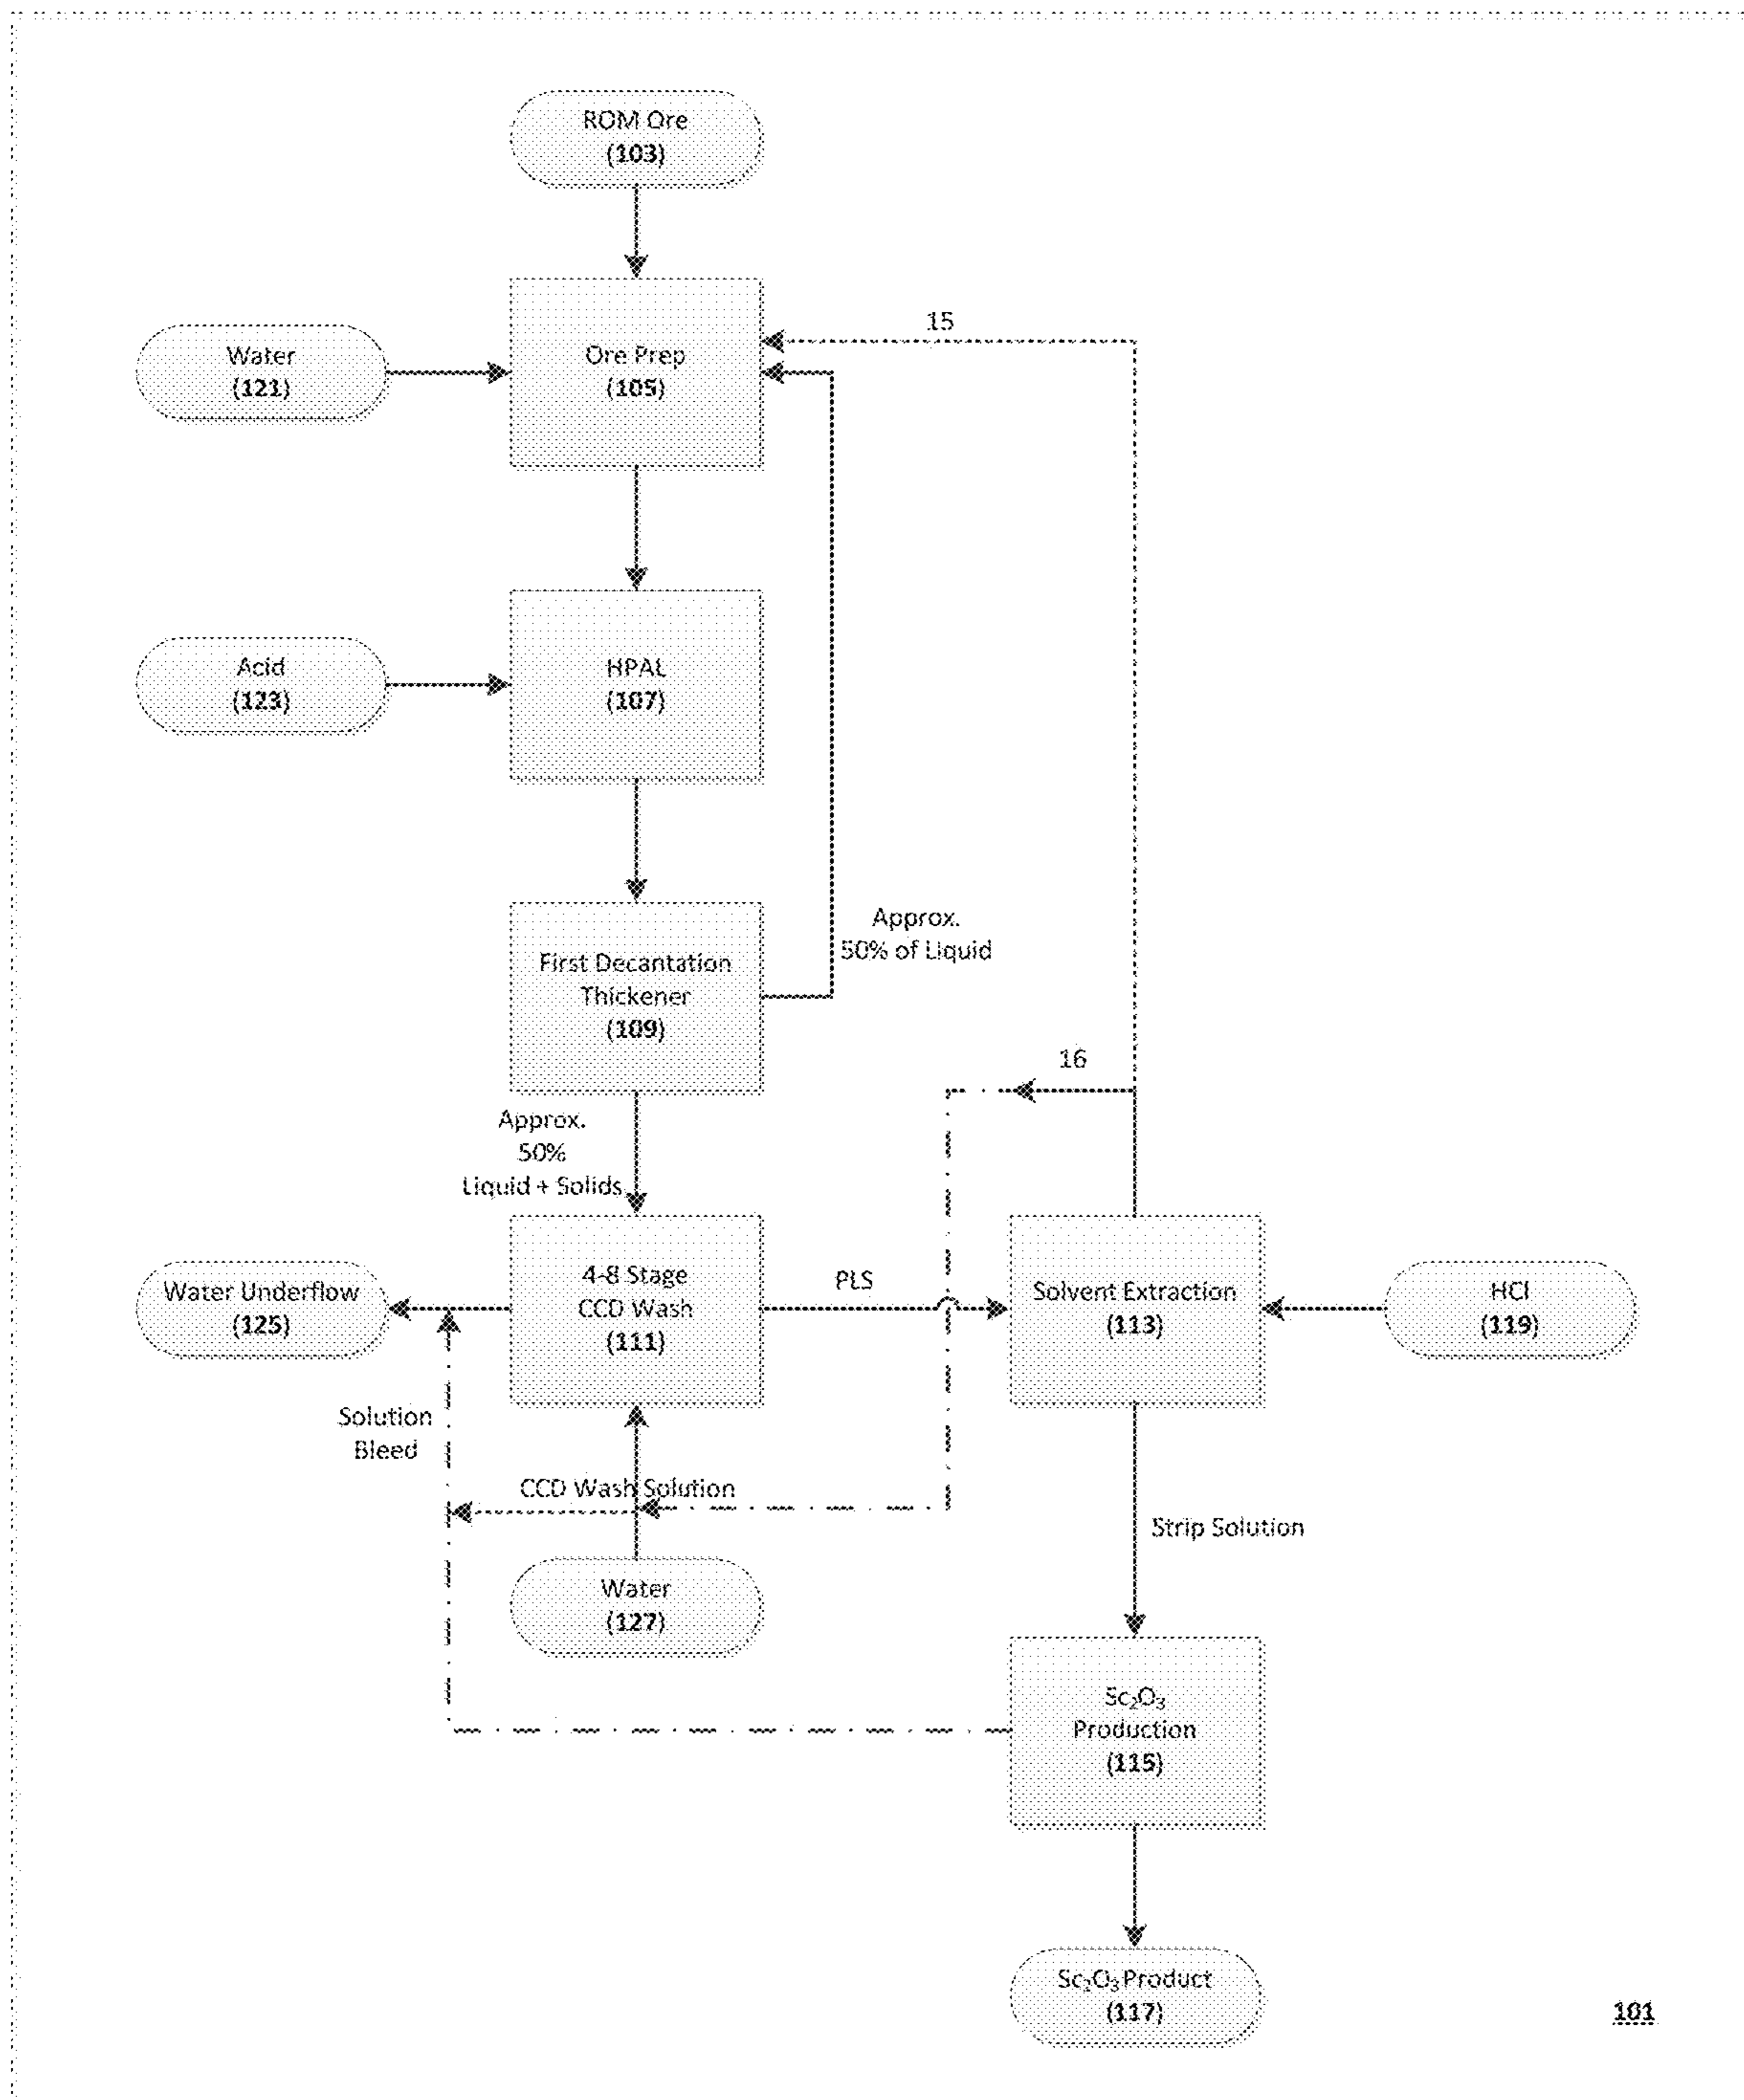 ROM Ore
(103)
15
Water
(121)
Ore Prep
(105)
Acid
(123)
HPAL
(107)
Approx.
50% of Liquid
First Decantation
Thickener
(109)
16
Approx.
50%
Liquid + Solids
Water Underflow
(125)
4-8 Stage
CCD Wash
(111)
PLS
Solvent Extraction
(113)
HCl
(119)
Solution
Bleed
CCD Wash Solution
Strip Solution
Water
(127)
Sc₂O₃
Production
(115)
Sc₂O₃ Product
(117)
101